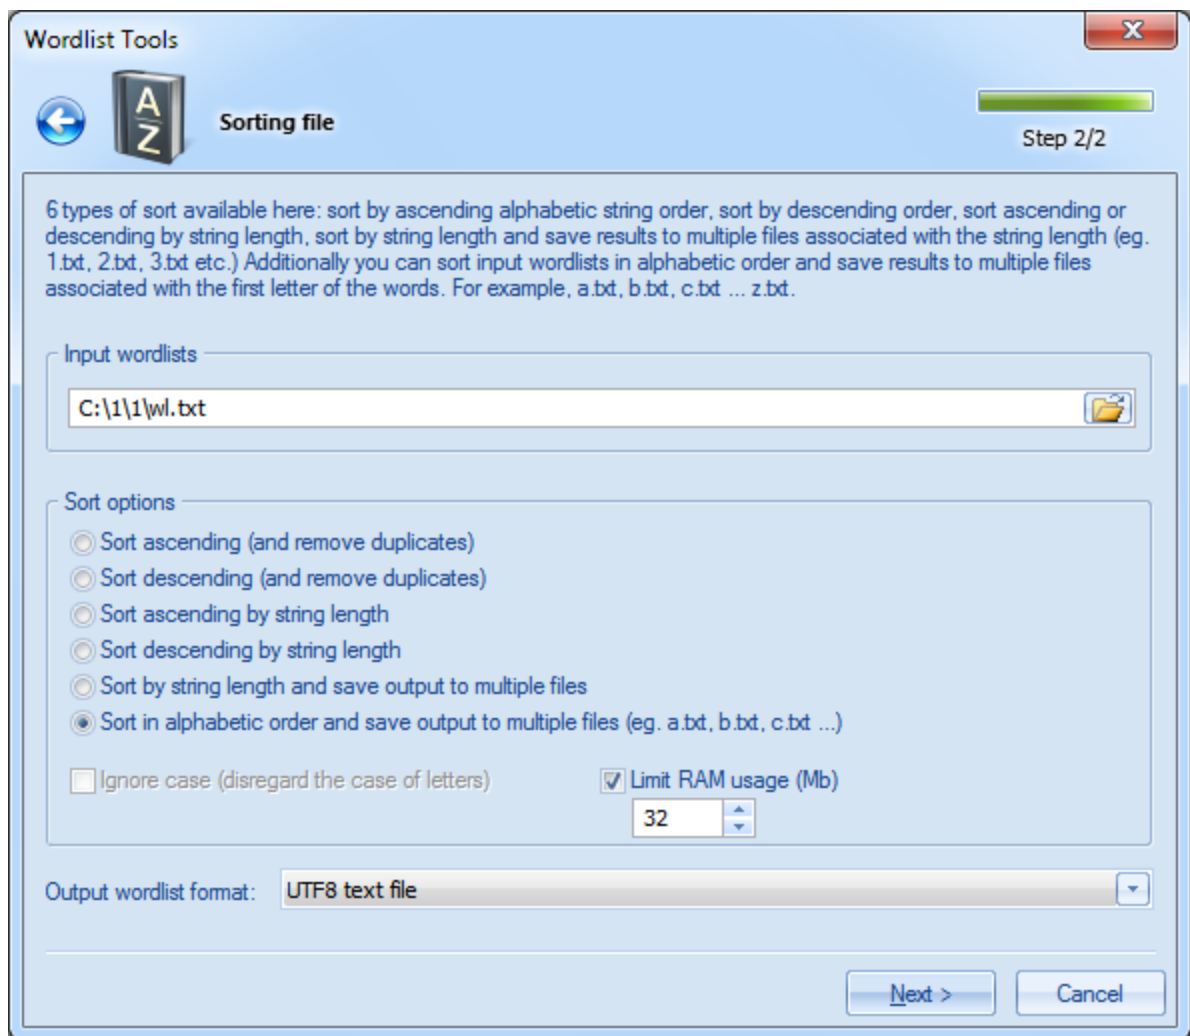 Wordlist Tools
A
Z
Sorting file
Step 2/2
6 types of sort available here: sort by ascending alphabetic string order, sort by descending order, sort ascending or
descending by string length, sort by string length and save results to multiple files associated with the string length (eg.
1.txt, 2.txt, 3.txt etc.) Additionally you can sort input wordlists in alphabetic order and save results to multiple files
associated with the first letter of the words. For example, a.txt, b.txt, c.txt ... z.txt.
Input wordlists
C:\1\1\wl.txt
Sort options
Sort ascending (and remove duplicates)
Sort descending (and remove duplicates)
Sort ascending by string length
Sort descending by string length
Sort by string length and save output to multiple files
Sort in alphabetic order and save output to multiple files (eg. a.txt, b.txt, c.txt ...)
Ignore case (disregard the case of letters)
Limit RAM usage (Mb)
32
Output wordlist format:
UTF8 text file
Next >
Cancel